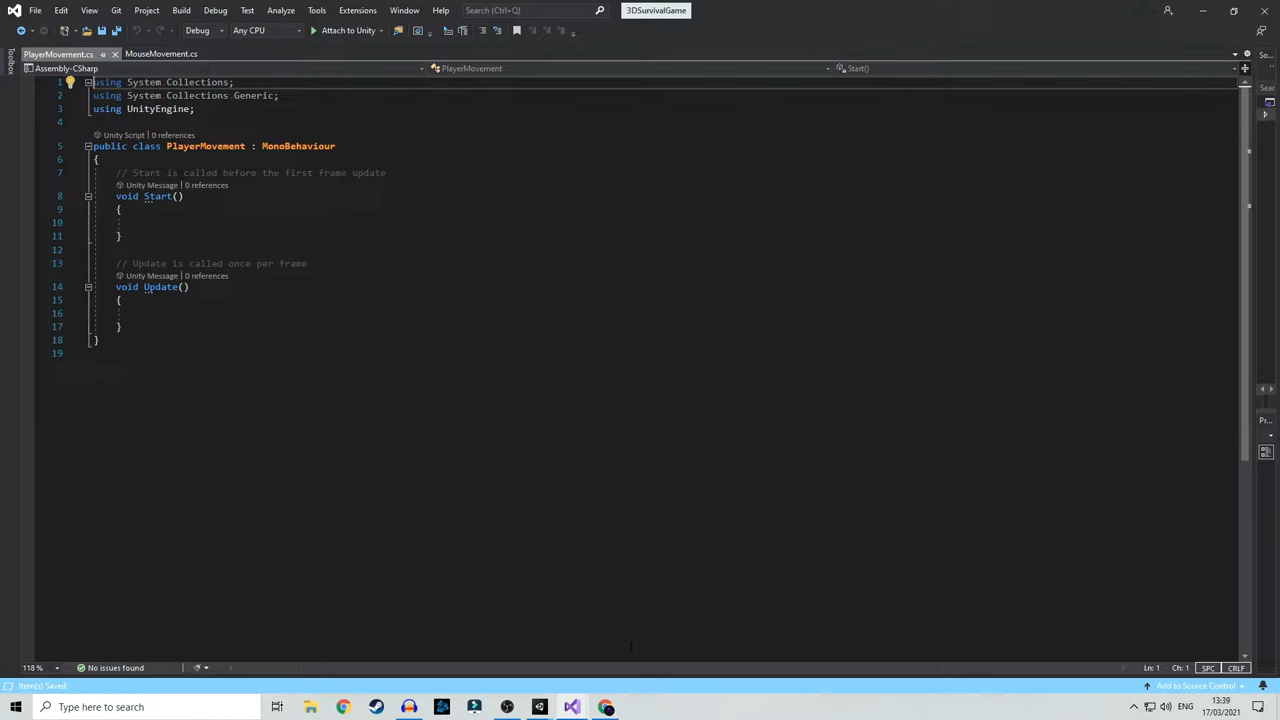 File Edit View Git Project Build Debug Test Analyze Tools Extensions Window Help Search (Ctrl+Q) 3DSurvivalGame
Debug Any CPU Attach to Unity
PlayerMovement.cs MouseMovement.cs So...
Toolbox
Assembly-CSharp PlayerMovement Start()
Sear
1 using System.Collections;
2 using System.Collections.Generic;
3 using UnityEngine;
4
Unity Script | 0 references
5 public class PlayerMovement : MonoBehaviour
6 {
7 // Start is called before the first frame update
Unity Message | 0 references
8 void Start()
9 {
10
11 }
12
13 // Update is called once per frame
Unity Message | 0 references
14 void Update()
15 {
16
17 }
18 }
19
Pr...
118 % No issues found Ln: 1 Ch: 1 SPC CRLF
Item(s) Saved Add to Source Control
Type here to search ENG 13:39
17/03/2021